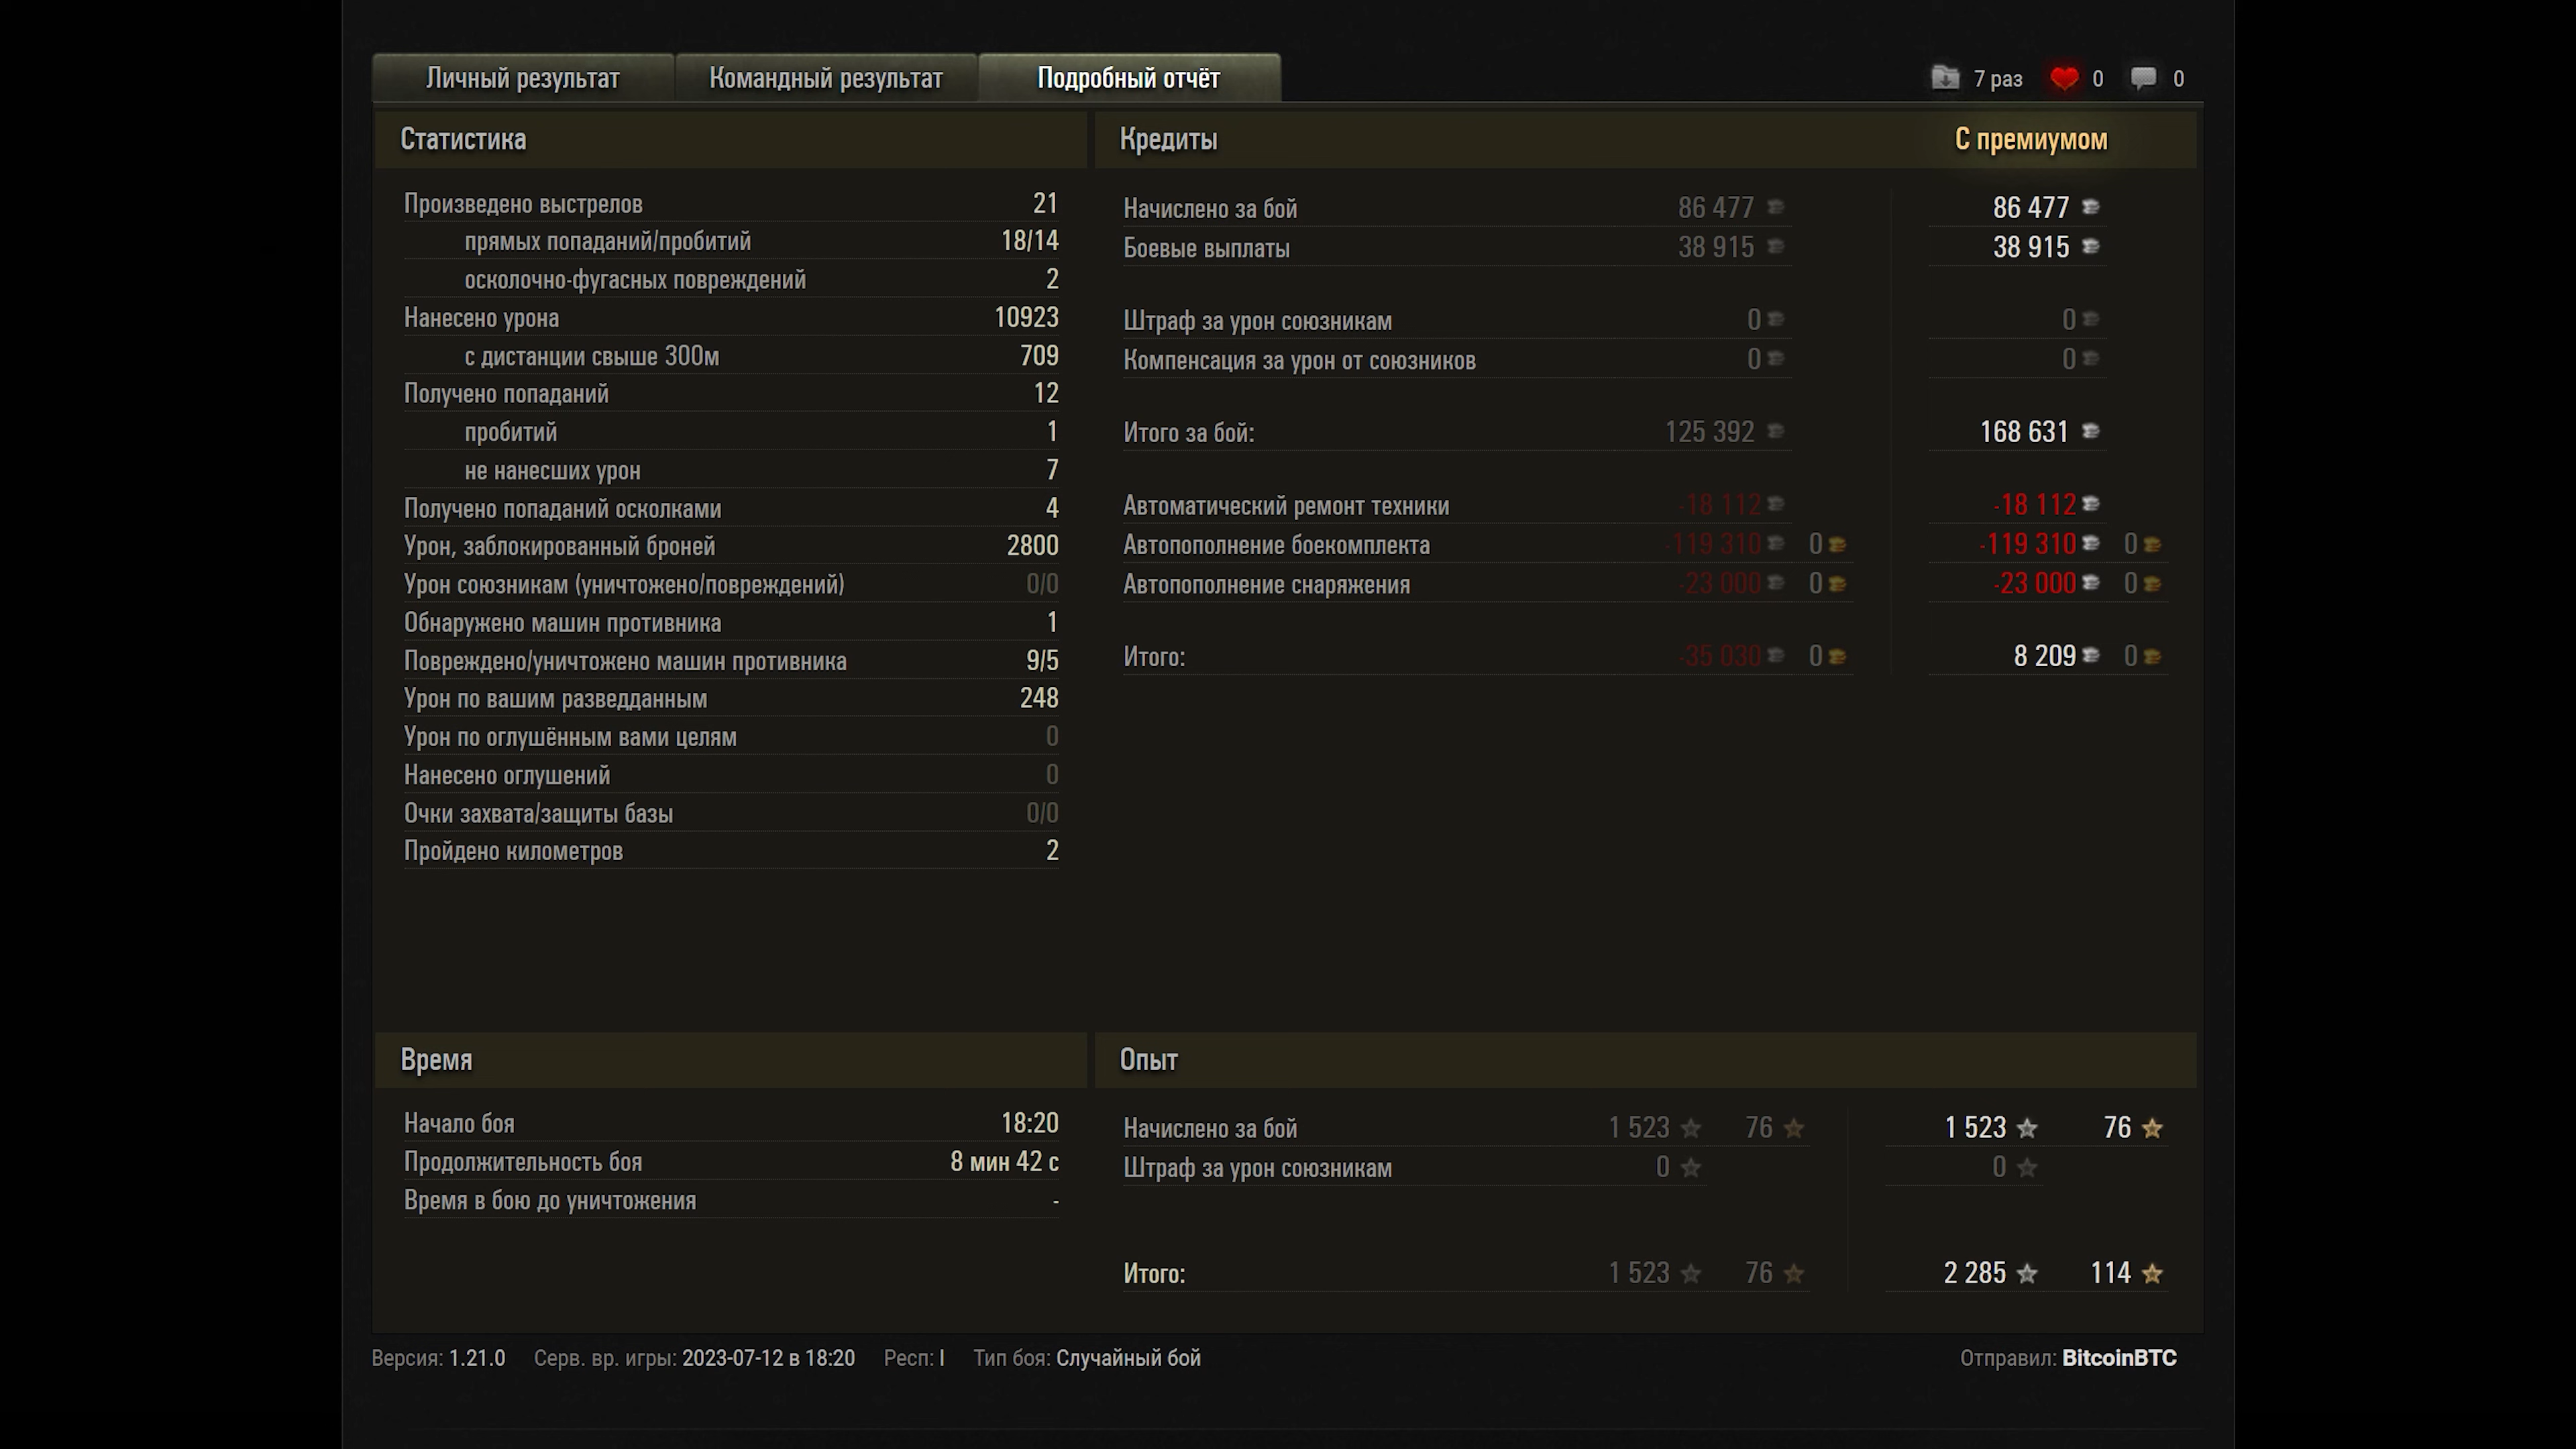 Личный результат Командный результат Подробный отчёт 7 раз 0 0
Статистика
Произведено выстрелов 21
прямых попаданий/пробитий 18/14
осколочно-фугасных повреждений 2
Нанесено урона 10923
с дистанции свыше 300м 709
Получено попаданий 12
пробитий 1
не нанесших урон 7
Получено попаданий осколками 4
Урон, заблокированный броней 2800
Урон союзникам (уничтожено/повреждений) 0/0
Обнаружено машин противника 1
Повреждено/уничтожено машин противника 9/5
Урон по вашим разведданным 248
Урон по оглушённым вами целям 0
Нанесено оглушений 0
Очки захвата/защиты базы 0/0
Пройдено километров 2
Кредиты С премиумом
Начислено за бой 86 477 86 477
Боевые выплаты 38 915 38 915
Штраф за урон союзникам 0 0
Компенсация за урон от союзников 0 0
Итого за бой: 125 392 168 631
Автоматический ремонт техники -18 112 -18 112
Автопополнение боекомплекта -119 310 0 -119 310 0
Автопополнение снаряжения -23 000 0 -23 000 0
Итого: -35 030 0 8 209 0
Время
Начало боя 18:20
Продолжительность боя 8 мин 42 с
Время в бою до уничтожения -
Опыт
Начислено за бой 1 523 76 1 523 76
Штраф за урон союзникам 0 0
Итого: 1 523 76 2 285 114
Версия: 1.21.0 Серв. вр. игры: 2023-07-12 в 18:20 Респ: I Тип боя: Случайный бой Отправил: BitcoinBTC